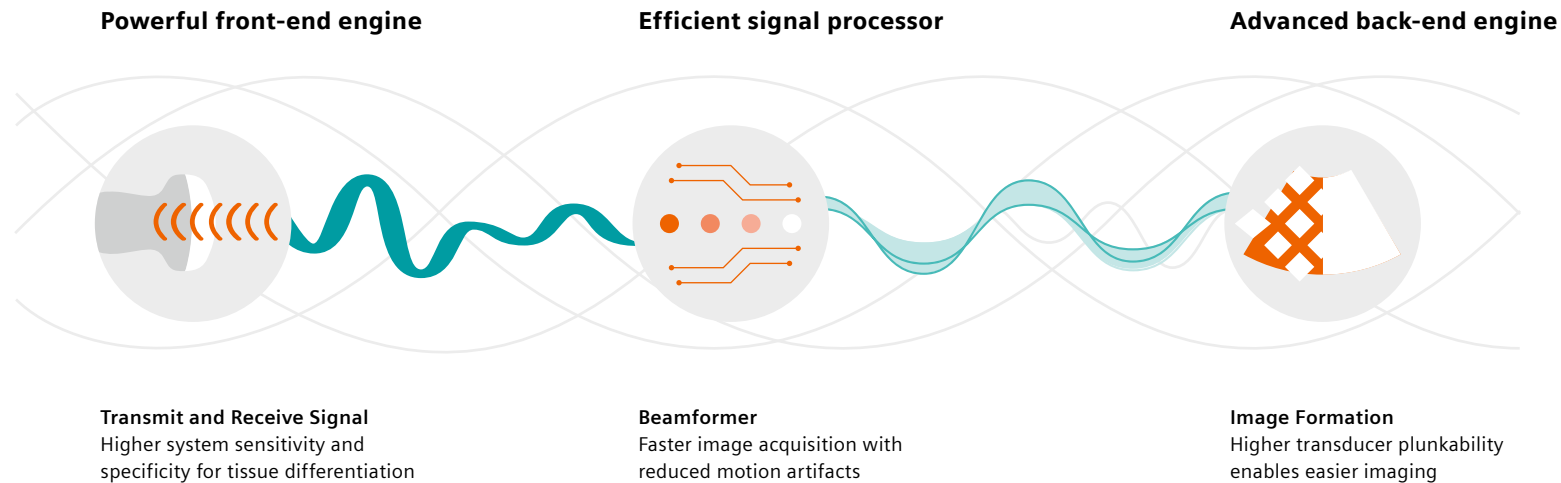 Powerful front-end engine
Efficient signal processor
Advanced back-end engine
Transmit and Receive Signal
Higher system sensitivity and
specificity for tissue differentiation
Beamformer
Faster image acquisition with
reduced motion artifacts
Image Formation
Higher transducer plunkability
enables easier imaging